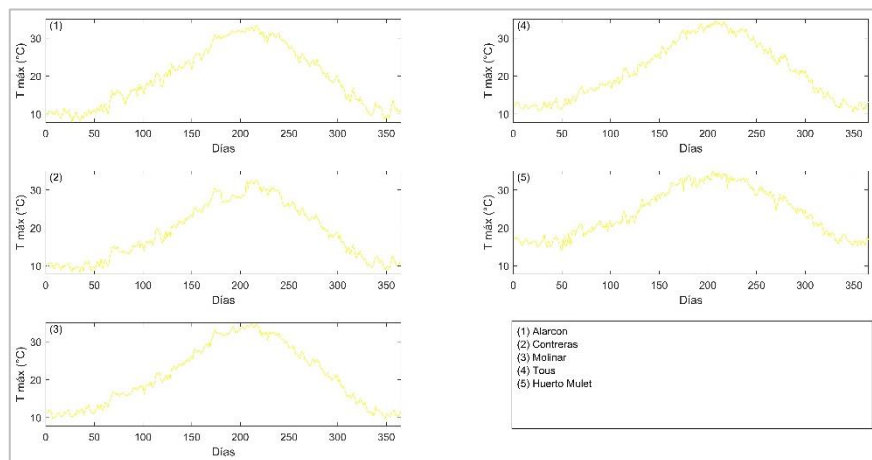 (1)
T máx (°C)
30
20
10
0 50 100 150 200 250 300 350
Días
(4)
T máx (°C)
30
20
10
0 50 100 150 200 250 300 350
Días
(2)
T máx (°C)
30
20
10
0 50 100 150 200 250 300 350
Días
(5)
T máx (°C)
30
20
10
0 50 100 150 200 250 300 350
Días
(3)
T máx (°C)
30
20
10
0 50 100 150 200 250 300 350
Días
(1) Alarcon
(2) Contreras
(3) Molinar
(4) Tous
(5) Huerto Mulet